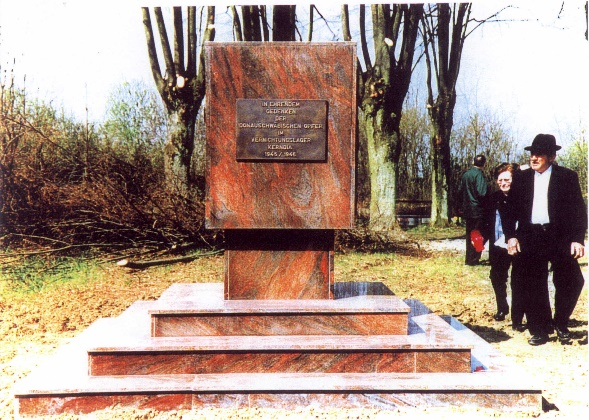 IN EHRENDEM
GEDENKEN
DER
DONAUSCHWÄBISCHEN OPFER
IM
VERNICHTUNGSLAGER
KERNDIA
1945/1946